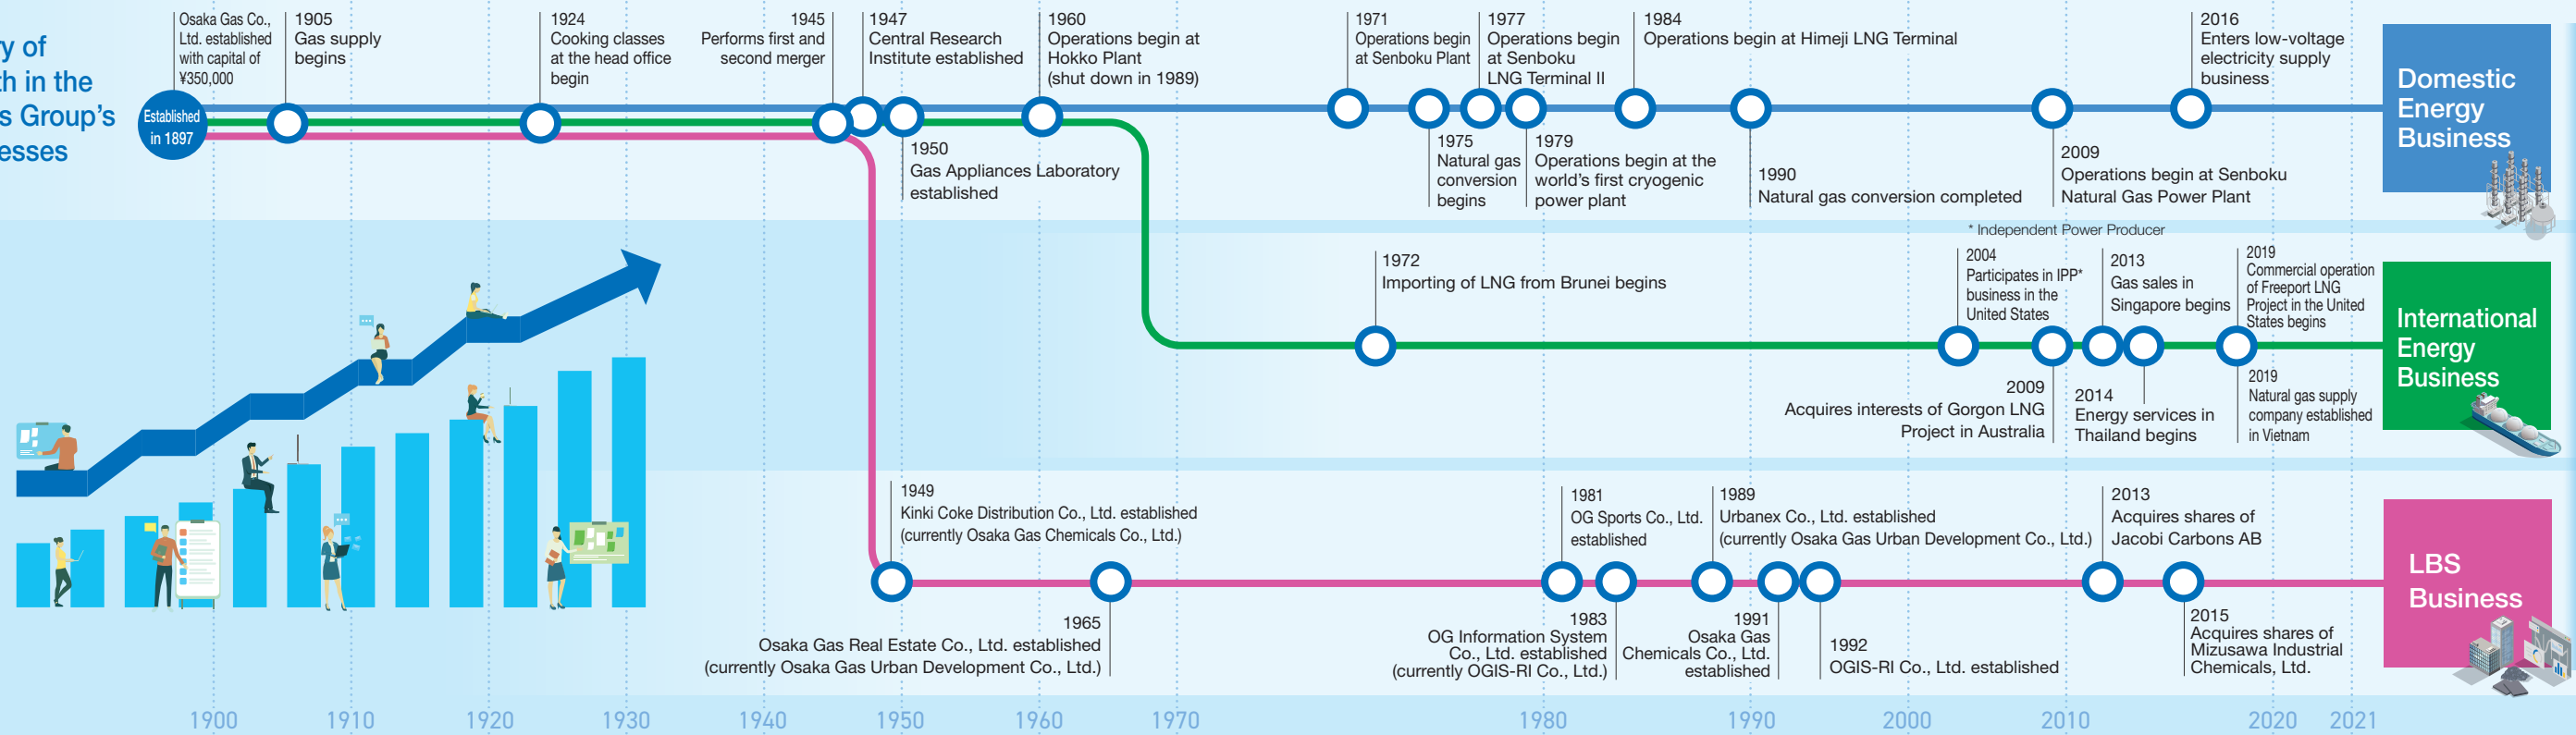 ry of
th in the
s Group's
esses
Osaka Gas Co.,
Ltd. established
with capital of
¥350,000
Established
in 1897
1905
Gas supply
begins
1924
Cooking classes
at the head office
begin
1945
Performs first and
second merger
1947
Central Research
Institute established
1950
Gas Appliances Laboratory
established
1960
Operations begin at
Hokko Plant
(shut down in 1989)
1971
Operations begin
at Senboku Plant
1975
Natural gas
conversion
begins
1977
Operations begin
at Senboku
LNG Terminal II
1979
Operations begin at the
world's first cryogenic
power plant
1984
Operations begin at Himeji LNG Terminal
1990
Natural gas conversion completed
2009
Operations begin at Senboku
Natural Gas Power Plant
2016
Enters low-voltage
electricity supply
business
Domestic
Energy
Business
* Independent Power Producer
1972
Importing of LNG from Brunei begins
2004
Participates in IPP*
business in the
United States
2009
Acquires interests of Gorgon LNG
Project in Australia
2013
Gas sales in
Singapore begins
2014
Energy services in
Thailand begins
2019
Commercial operation
of Freeport LNG
Project in the United
States begins
2019
Natural gas supply
company established
in Vietnam
International
Energy
Business
1949
Kinki Coke Distribution Co., Ltd. established
(currently Osaka Gas Chemicals Co., Ltd.)
1965
Osaka Gas Real Estate Co., Ltd. established
(currently Osaka Gas Urban Development Co., Ltd.)
1981
OG Sports Co., Ltd.
established
1983
OG Information System
Co., Ltd. established
(currently OGIS-RI Co., Ltd.)
1989
Urbanex Co., Ltd. established
(currently Osaka Gas Urban Development Co., Ltd.)
1991
Osaka Gas
Chemicals Co., Ltd.
established
1992
OGIS-RI Co., Ltd. established
2013
Acquires shares of
Jacobi Carbons AB
2015
Acquires shares of
Mizusawa Industrial
Chemicals, Ltd.
LBS
Business
1900
1910
1920
1930
1940
1950
1960
1970
1980
1990
2000
2010
2020
2021